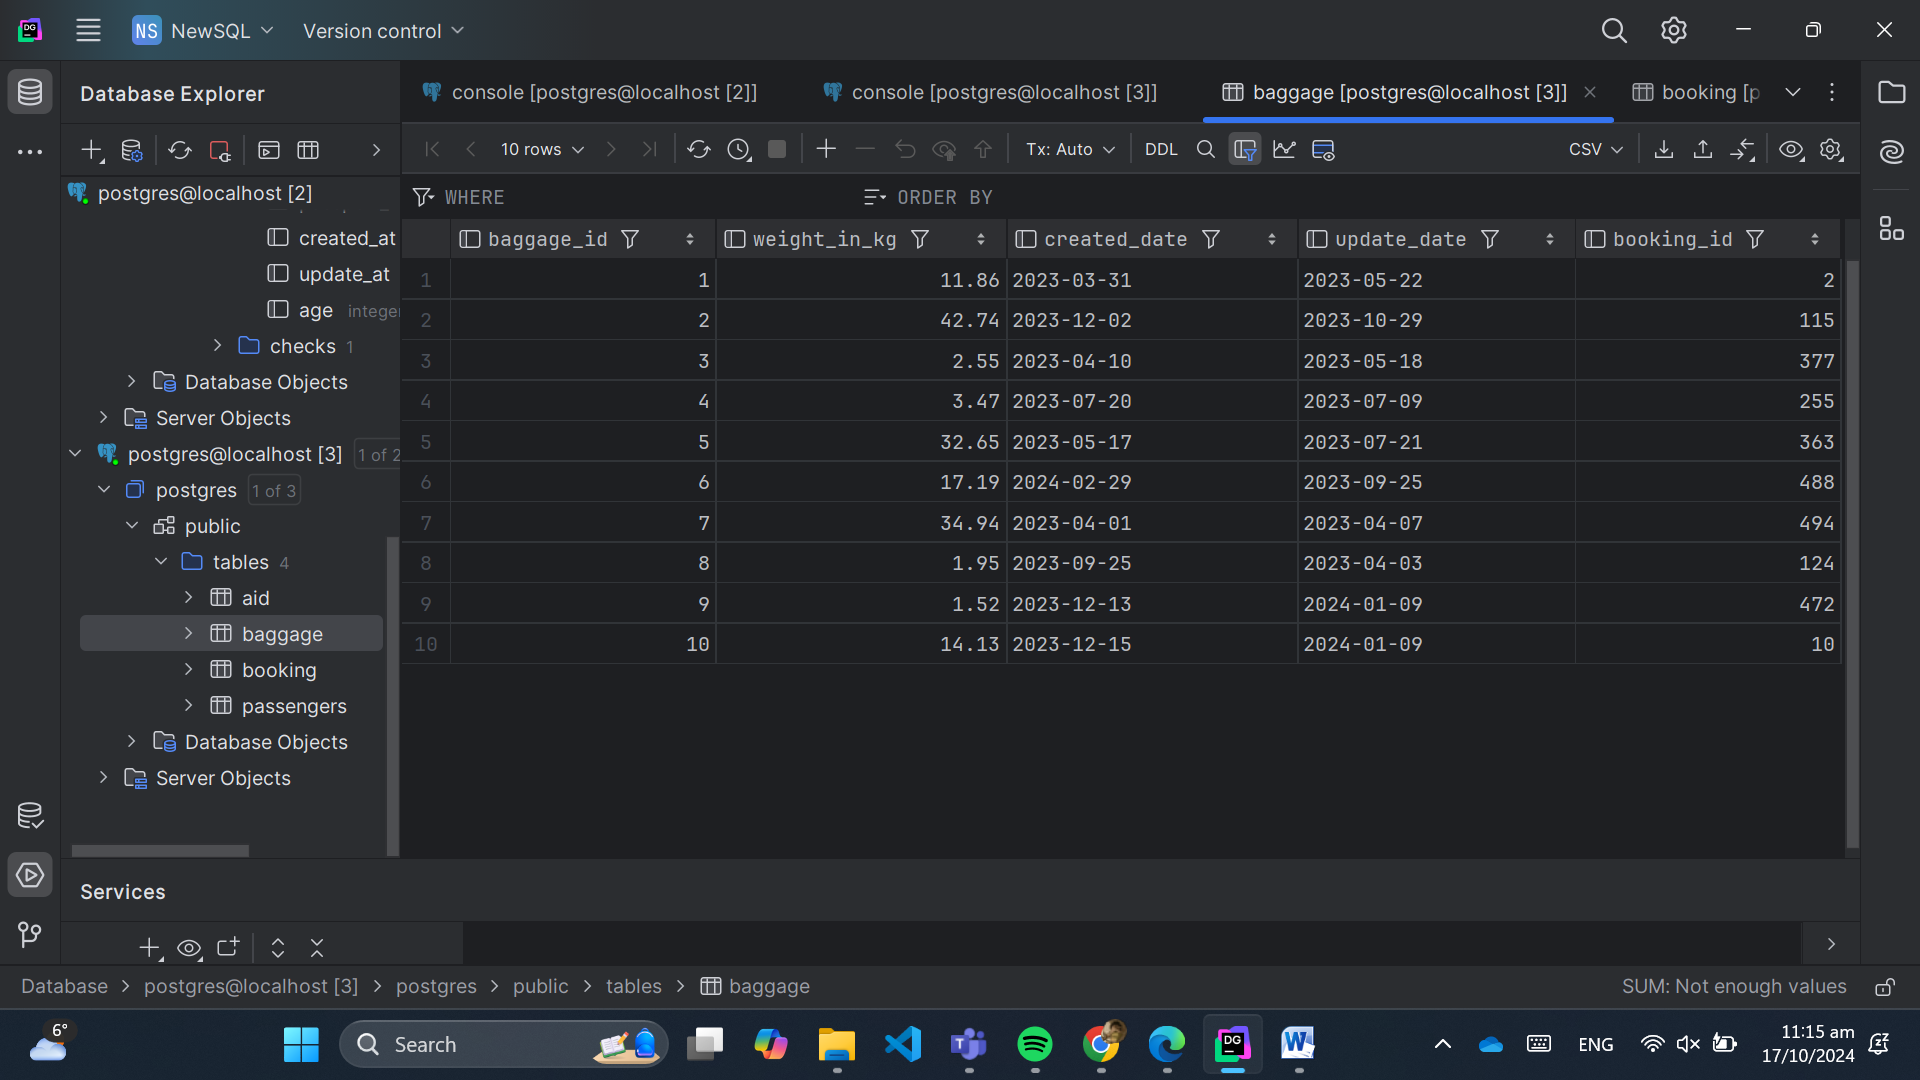 NS NewSQL Version control
Database Explorer
console [postgres@localhost [2]] console [postgres@localhost [3]] baggage [postgres@localhost [3]] booking [p
10 rows Tx: Auto DDL CSV
WHERE ORDER BY
postgres@localhost [2]
created_at
update_at
age intege
checks 1
Database Objects
Server Objects
postgres@localhost [3] 1 of 2
postgres 1 of 3
public
tables 4
aid
baggage
booking
passengers
Database Objects
Server Objects
baggage_id weight_in_kg created_date update_date booking_id
1 1 11.86 2023-03-31 2023-05-22 2
2 2 42.74 2023-12-02 2023-10-29 115
3 3 2.55 2023-04-10 2023-05-18 377
4 4 3.47 2023-07-20 2023-07-09 255
5 5 32.65 2023-05-17 2023-07-21 363
6 6 17.19 2024-02-29 2023-09-25 488
7 7 34.94 2023-04-01 2023-04-07 494
8 8 1.95 2023-09-25 2023-04-03 124
9 9 1.52 2023-12-13 2024-01-09 472
10 10 14.13 2023-12-15 2024-01-09 10
Services
Database postgres@localhost [3] postgres public tables baggage SUM: Not enough values
6° Search DG ENG 11:15 am
17/10/2024